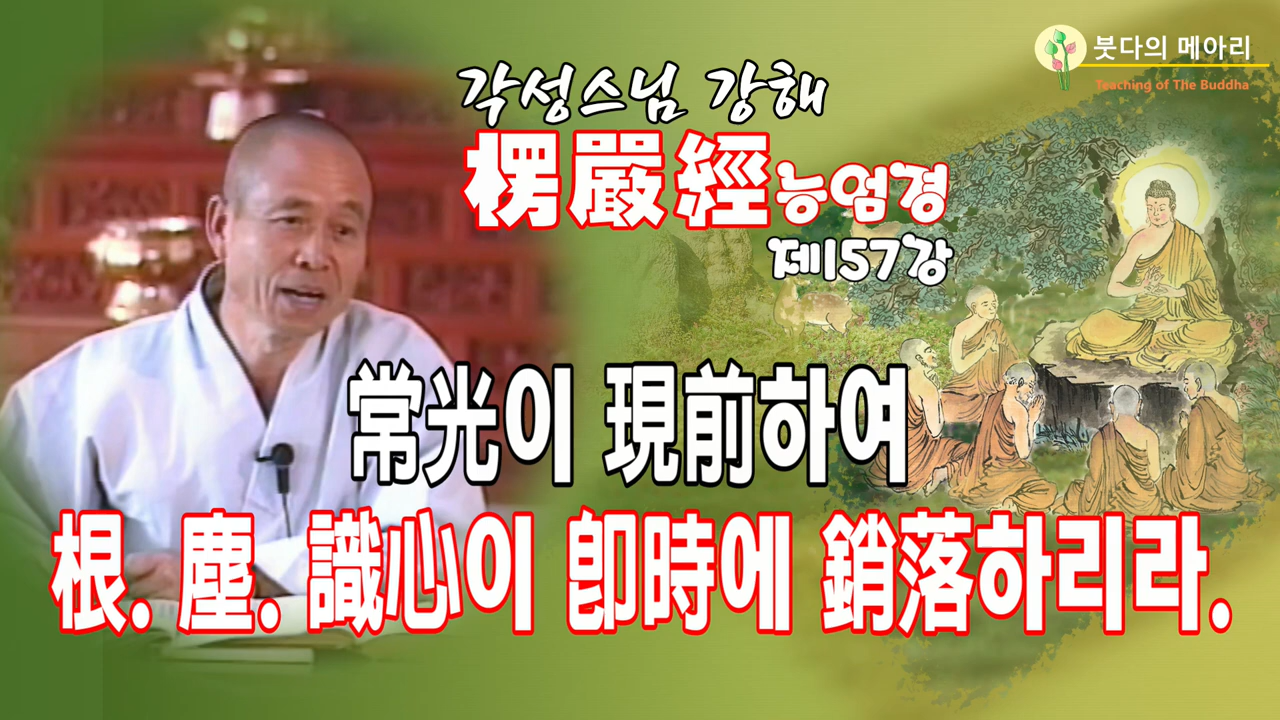 붓다의 메아리
Teaching of The Buddha
각성스님 강해
楞嚴經능엄경
제157강
常光이 現前하여
根. 塵. 識心이 卽時에 銷落하리라.